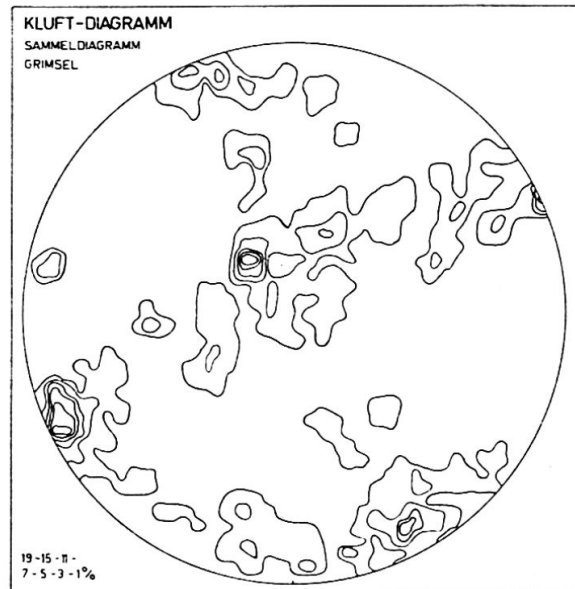 KLUFT-DIAGRAMM
SAMMELDIAGRAMM
GRIMSEL
19-15-11-
7-5-3-1%